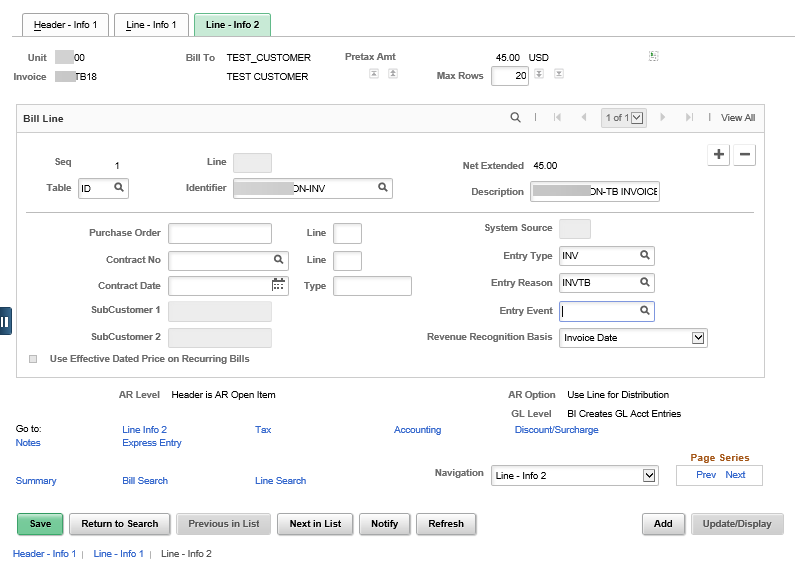 Header - Info 1 Line - Info 1 Line - Info 2
Unit 00 Bill To TEST_CUSTOMER Pretax Amt 45.00 USD
Invoice TB18 TEST CUSTOMER Max Rows 20
Bill Line 1 of 1 View All
Seq 1 Line Net Extended 45.00
Table ID Identifier ON-INV Description ON-TB INVOICE
Purchase Order Line System Source
Contract No Line Entry Type INV
Contract Date Type Entry Reason INVTB
SubCustomer 1 Entry Event
SubCustomer 2 Revenue Recognition Basis Invoice Date
Use Effective Dated Price on Recurring Bills
AR Level Header is AR Open Item AR Option Use Line for Distribution
GL Level BI Creates GL Acct Entries
Go to: Line Info 2 Tax Accounting Discount/Surcharge
Notes Express Entry
Page Series
Summary Bill Search Line Search Navigation Line - Info 2 Prev Next
Save Return to Search Previous in List Next in List Notify Refresh Add Update/Display
Header - Info 1 | Line - Info 1 | Line - Info 2